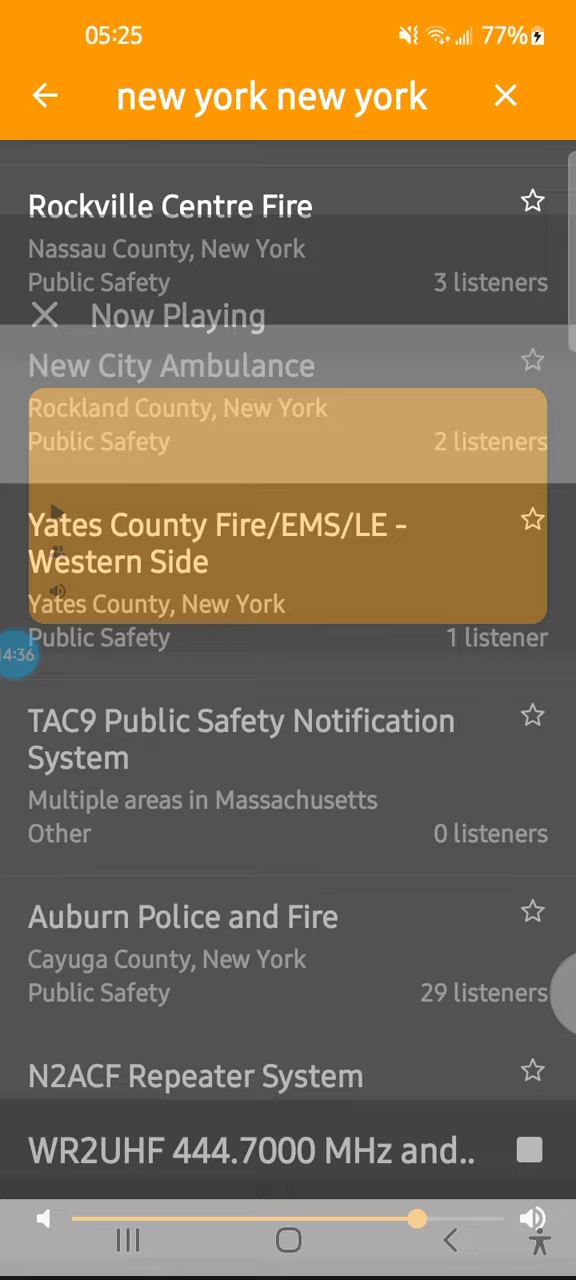 05:25
77%
new york new york
Rockville Centre Fire
Nassau County, New York
Public Safety
3 listeners
Now Playing
New City Ambulance
Rockland County, New York
Public Safety
2 listeners
Yates County Fire/EMS/LE -
Western Side
Yates County, New York
Public Safety
1 listener
14:36
TAC9 Public Safety Notification
System
Multiple areas in Massachusetts
Other
0 listeners
Auburn Police and Fire
Cayuga County, New York
Public Safety
29 listeners
N2ACF Repeater System
WR2UHF 444.7000 MHz and..